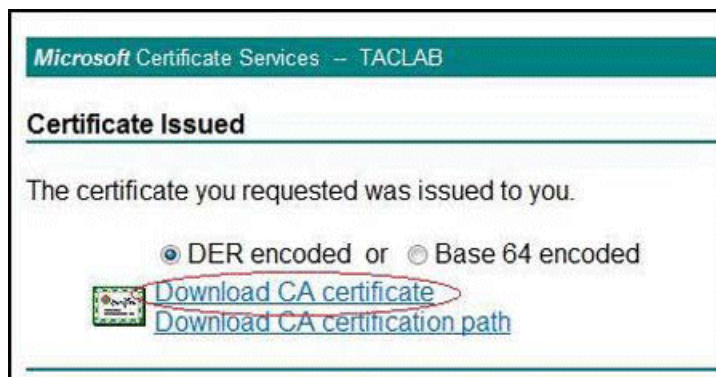 Microsoft Certificate Services -- TACLAB
Certificate Issued
The certificate you requested was issued to you.
DER encoded or Base 64 encoded
Download CA certificate
Download CA certification path